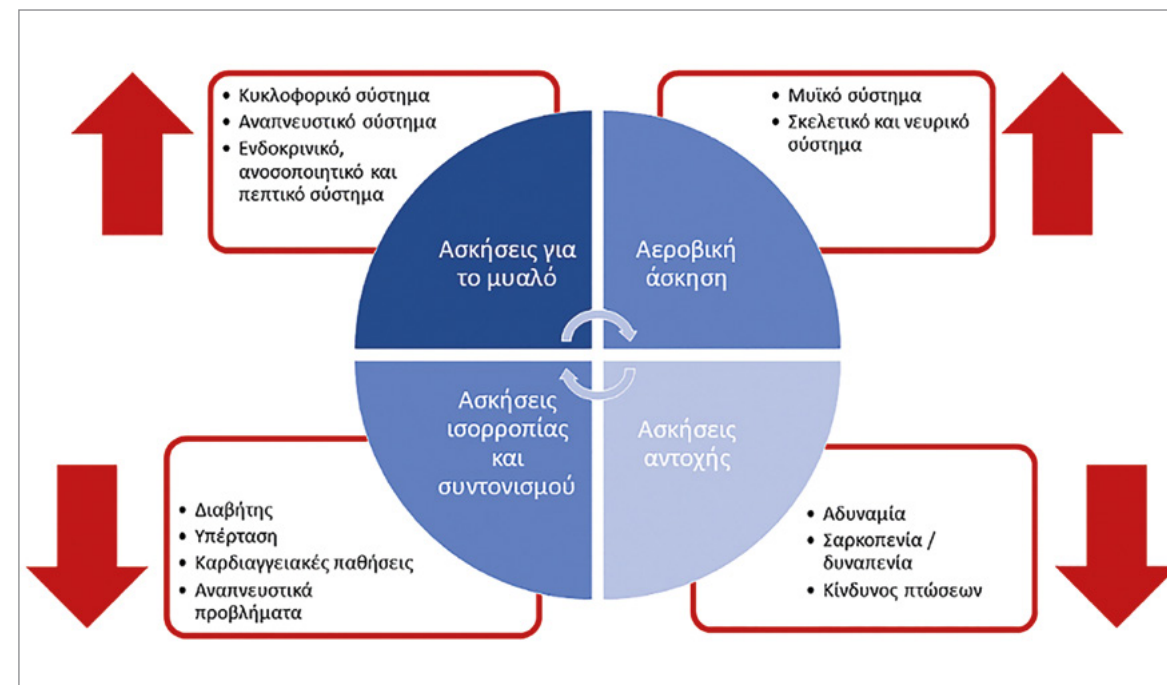 • Κυκλοφορικό σύστημα
• Αναπνευστικό σύστημα
• Ενδοκρινικό,
ανοσοποιητικό και
πεπτικό σύστημα
• Μυϊκό σύστημα
• Σκελετικό και νευρικό
σύστημα
Ασκήσεις για
το μυαλό
Αεροβική
άσκηση
Ασκήσεις
ισορροπίας
και
συντονισμού
Ασκήσεις
αντοχής
• Διαβήτης
• Υπέρταση
• Καρδιαγγειακές παθήσεις
• Αναπνευστικά
προβλήματα
• Αδυναμία
• Σαρκοπενία /
δυναπενία
• Κίνδυνος πτώσεων